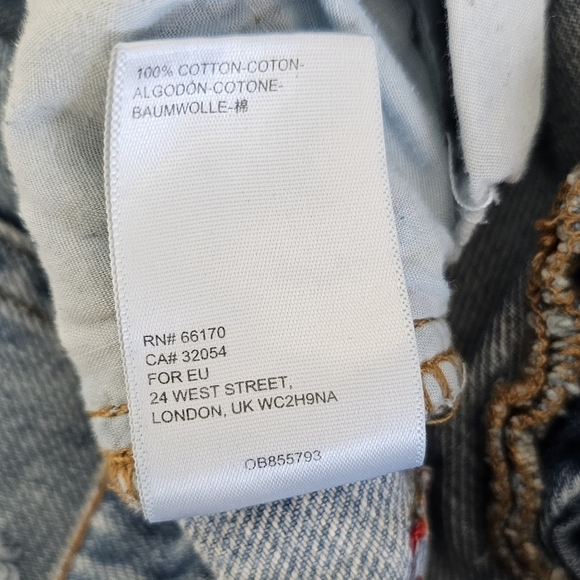 100% COTTON-COTON-
ALGODÓN-COTONE-
BAUMWOLLE-棉
RN# 66170
CA# 32054
FOR EU
24 WEST STREET,
LONDON, UK WC2H9NA
OB855793